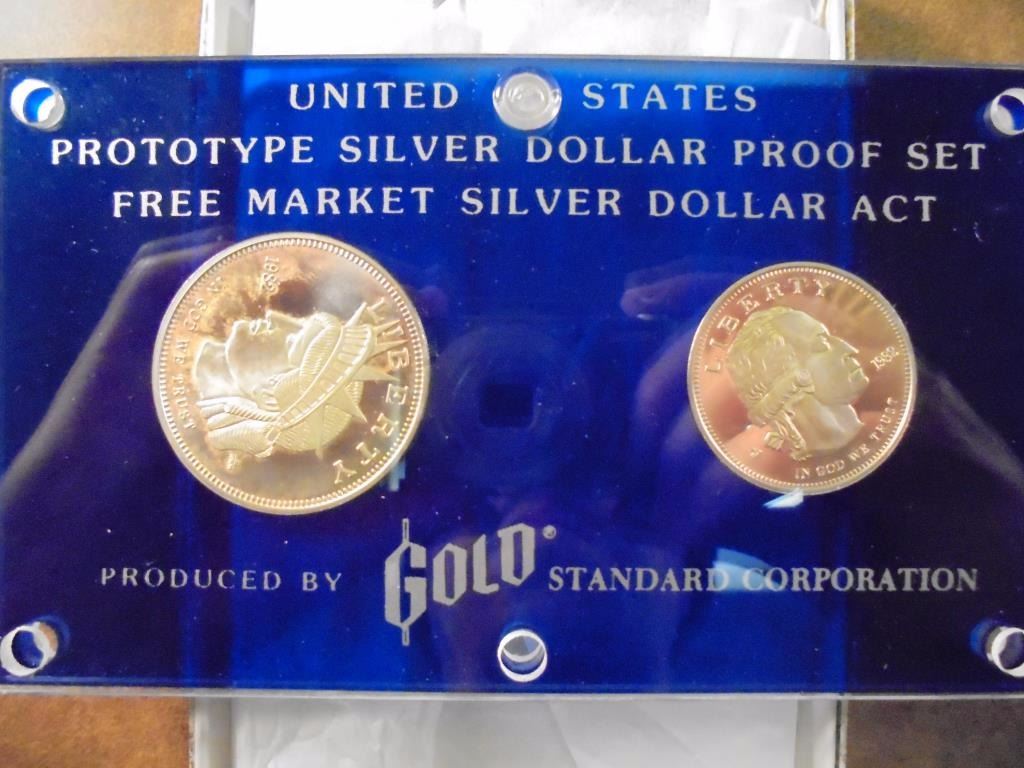 UNITED STATES
PROTOTYPE SILVER DOLLAR PROOF SET
FREE MARKET SILVER DOLLAR ACT
LIBERTY
IN GOD WE TRUST
LIBERTY
1982
IN GOD WE TRUST
PRODUCED BY GOLD® STANDARD CORPORATION